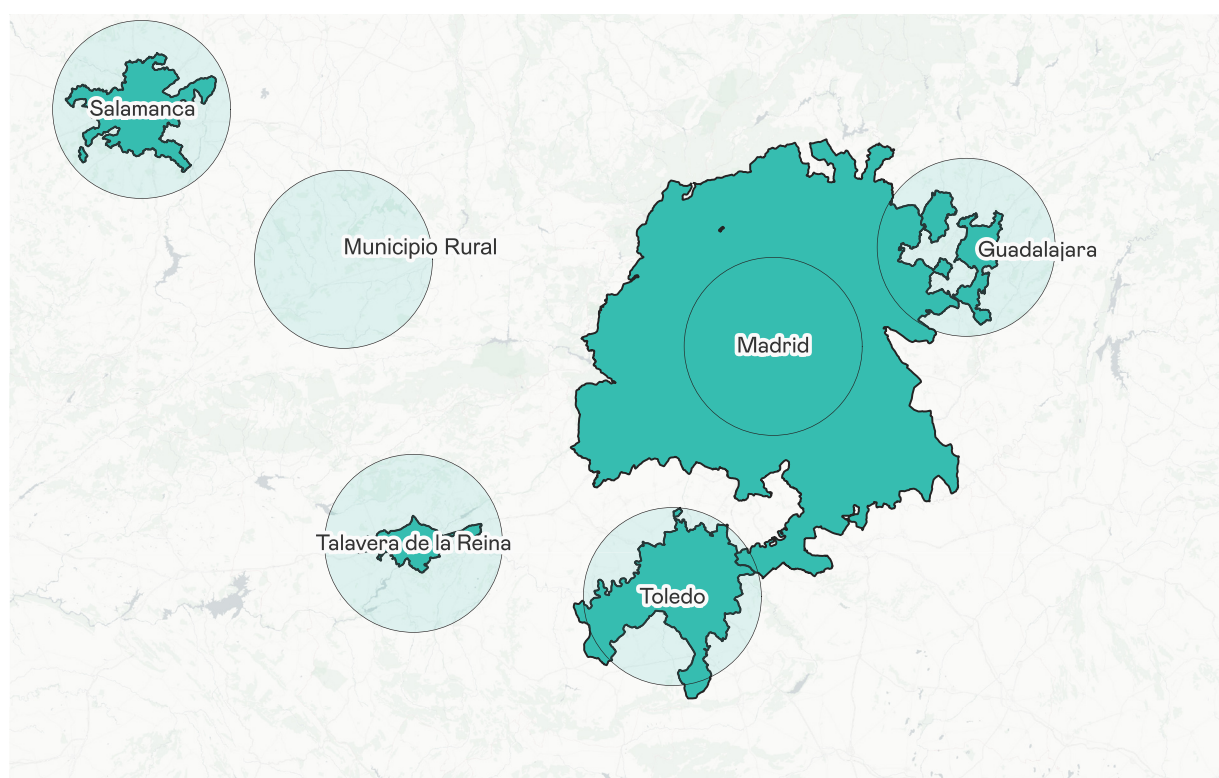 Salamanca
Municipio Rural
Guadalajara
Madrid
Talavera de la Reina
Toledo